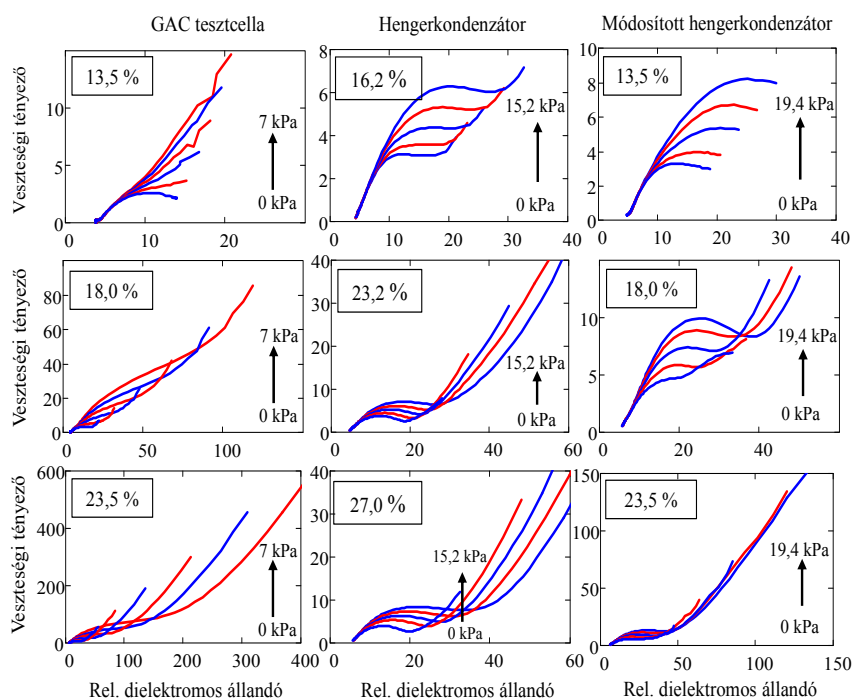 GAC tesztcella
Hengerkondenzátor
Módosított hengerkondenzátor
Veszteségi tényező
10
5
0
0 10 20 30
13,5 %
7 kPa
0 kPa
8
6
4
2
0
0 10 20 30 40
16,2 %
15,2 kPa
0 kPa
10
8
6
4
2
0
0 10 20 30 40
13,5 %
19,4 kPa
0 kPa
Veszteségi tényező
80
60
40
20
0
0 50 100
18,0 %
7 kPa
0 kPa
40
30
20
10
0
0 20 40 60
23,2 %
15,2 kPa
0 kPa
10
5
0
0 20 40
18,0 %
19,4 kPa
0 kPa
Veszteségi tényező
600
400
200
0
0 100 200 300 400
23,5 %
7 kPa
0 kPa
40
30
20
10
0
0 20 40 60
27,0 %
15,2 kPa
0 kPa
150
100
50
0
0 50 100 150
23,5 %
19,4 kPa
0 kPa
Rel. dielektromos állandó
Rel. dielektromos állandó
Rel. dielektromos állandó